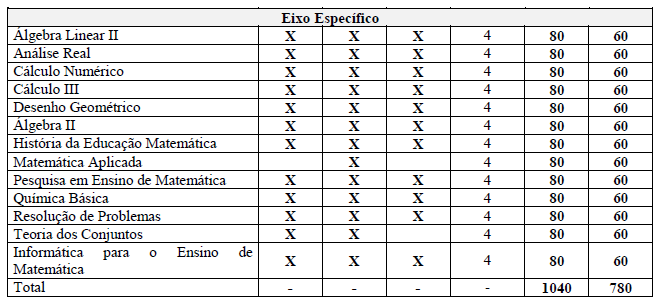 Eixo Específico
Álgebra Linear II X X X 4 80 60
Análise Real X X X 4 80 60
Cálculo Numérico X X X 4 80 60
Cálculo III X X X 4 80 60
Desenho Geométrico X X X 4 80 60
Álgebra II X X X 4 80 60
História da Educação Matemática X X X 4 80 60
Matemática Aplicada X 4 80 60
Pesquisa em Ensino de Matemática X X X 4 80 60
Química Básica X X X 4 80 60
Resolução de Problemas X X X 4 80 60
Teoria dos Conjuntos X X 4 80 60
Informática para o Ensino de
Matemática X X X 4 80 60
Total - - - - 1040 780